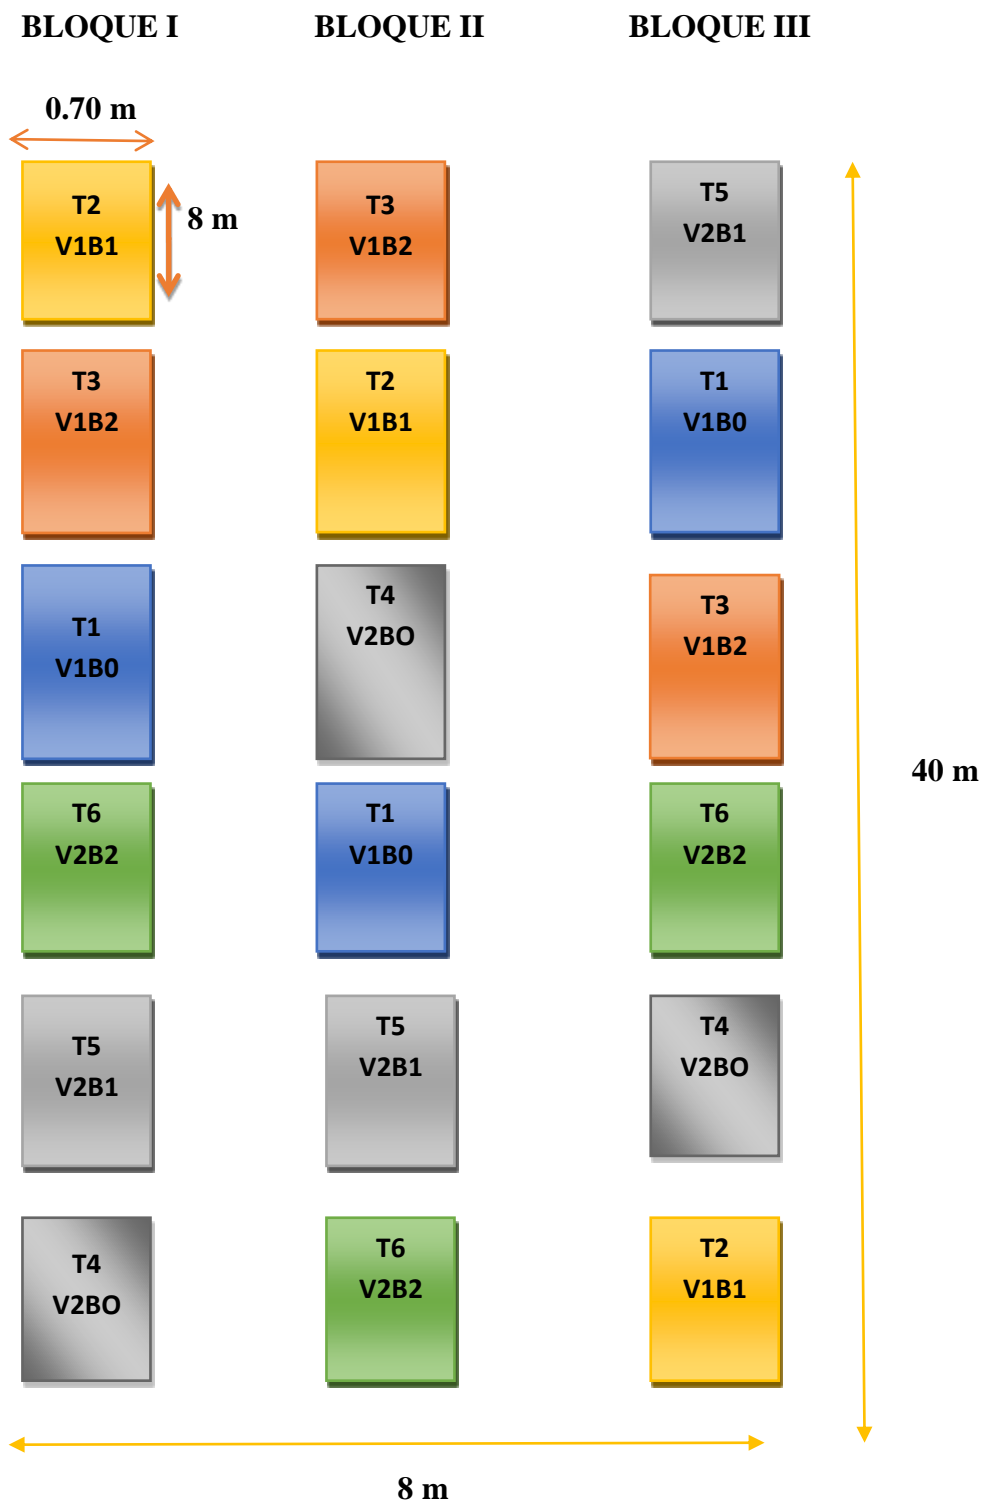 BLOQUE I BLOQUE II BLOQUE III
0.70 m
T2
V1B1
8 m
T3
V1B2
T5
V2B1
T3
V1B2
T2
V1B1
T1
V1B0
T1
V1B0
T4
V2BO
T3
V1B2
40 m
T6
V2B2
T1
V1B0
T6
V2B2
T5
V2B1
T5
V2B1
T4
V2BO
T4
V2BO
T6
V2B2
T2
V1B1
8 m